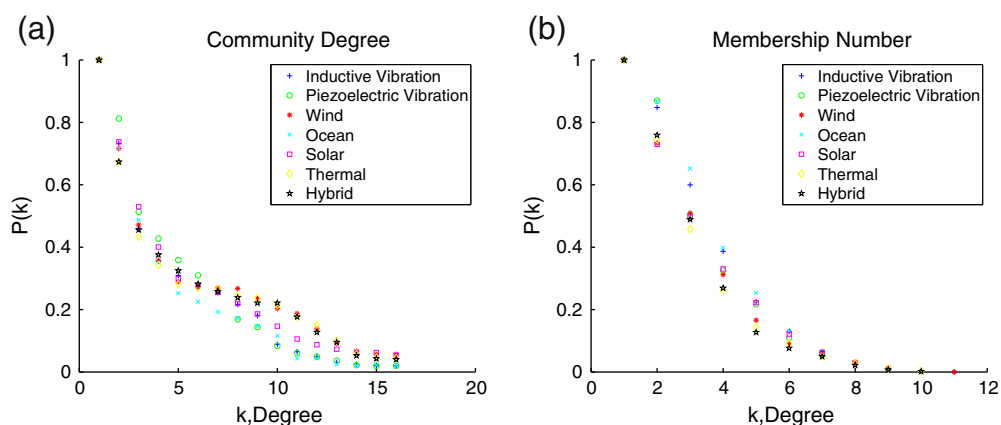 (a)
Community Degree
1
0.8
0.6
0.4
0.2
0
P(k)
Inductive Vibration
Piezoelectric Vibration
Wind
Ocean
Solar
Thermal
Hybrid
0 5 10 15 20
k,Degree
(b)
Membership Number
1
0.8
0.6
0.4
0.2
0
P(k)
Inductive Vibration
Piezoelectric Vibration
Wind
Ocean
Solar
Thermal
Hybrid
0 2 4 6 8 10 12
k,Degree